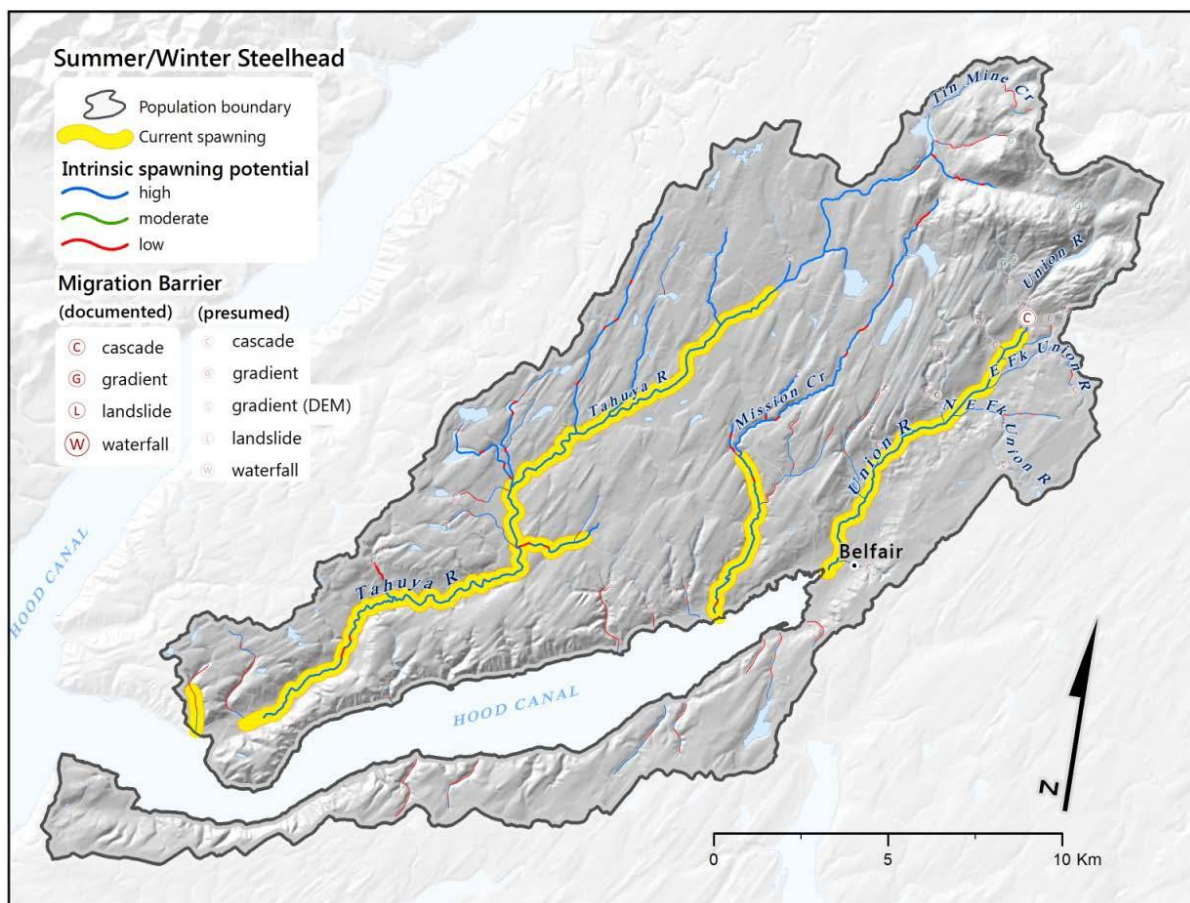 Summer/Winter Steelhead
Population boundary
Current spawning
Intrinsic spawning potential
high
moderate
low
Migration Barrier
(documented)
(presumed)
C cascade
G gradient
L landslide
W waterfall
C cascade
G gradient
G gradient (DEM)
L landslide
W waterfall
Tin Mine Cr
Union R
C
E Fk Union R
N E Fk Union R
Tahuya R
Mission Cr
Union R
Belfair
Tahuya R
HOOD CANAL
HOOD CANAL
N
0 5 10 Km